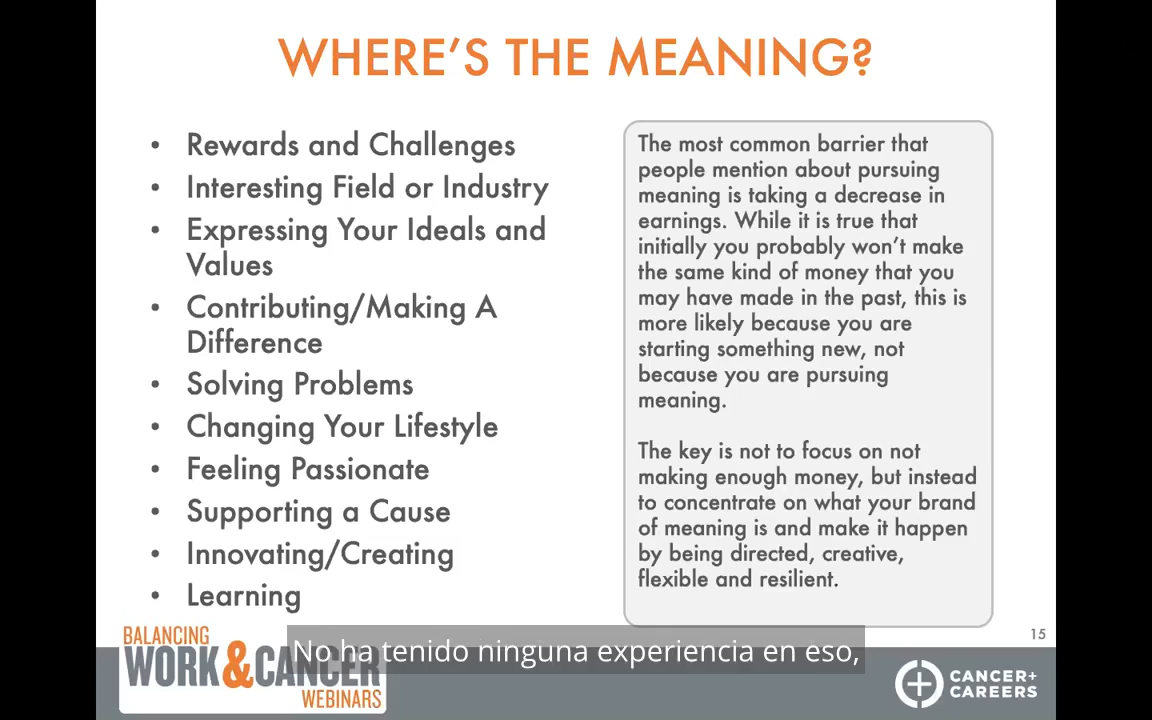 WHERE'S THE MEANING?
• Rewards and Challenges
• Interesting Field or Industry
• Expressing Your Ideals and
Values
• Contributing/Making A
Difference
• Solving Problems
• Changing Your Lifestyle
• Feeling Passionate
• Supporting a Cause
• Innovating/Creating
• Learning
The most common barrier that
people mention about pursuing
meaning is taking a decrease in
earnings. While it is true that
initially you probably won't make
the same kind of money that you
may have made in the past, this is
more likely because you are
starting something new, not
because you are pursuing
meaning.
The key is not to focus on not
making enough money, but instead
to concentrate on what your brand
of meaning is and make it happen
by being directed, creative,
flexible and resilient.
15
BALANCING
WORK & CANCER
WEBINARS
No ha tenido ninguna experiencia en eso,
CANCER+
CAREERS